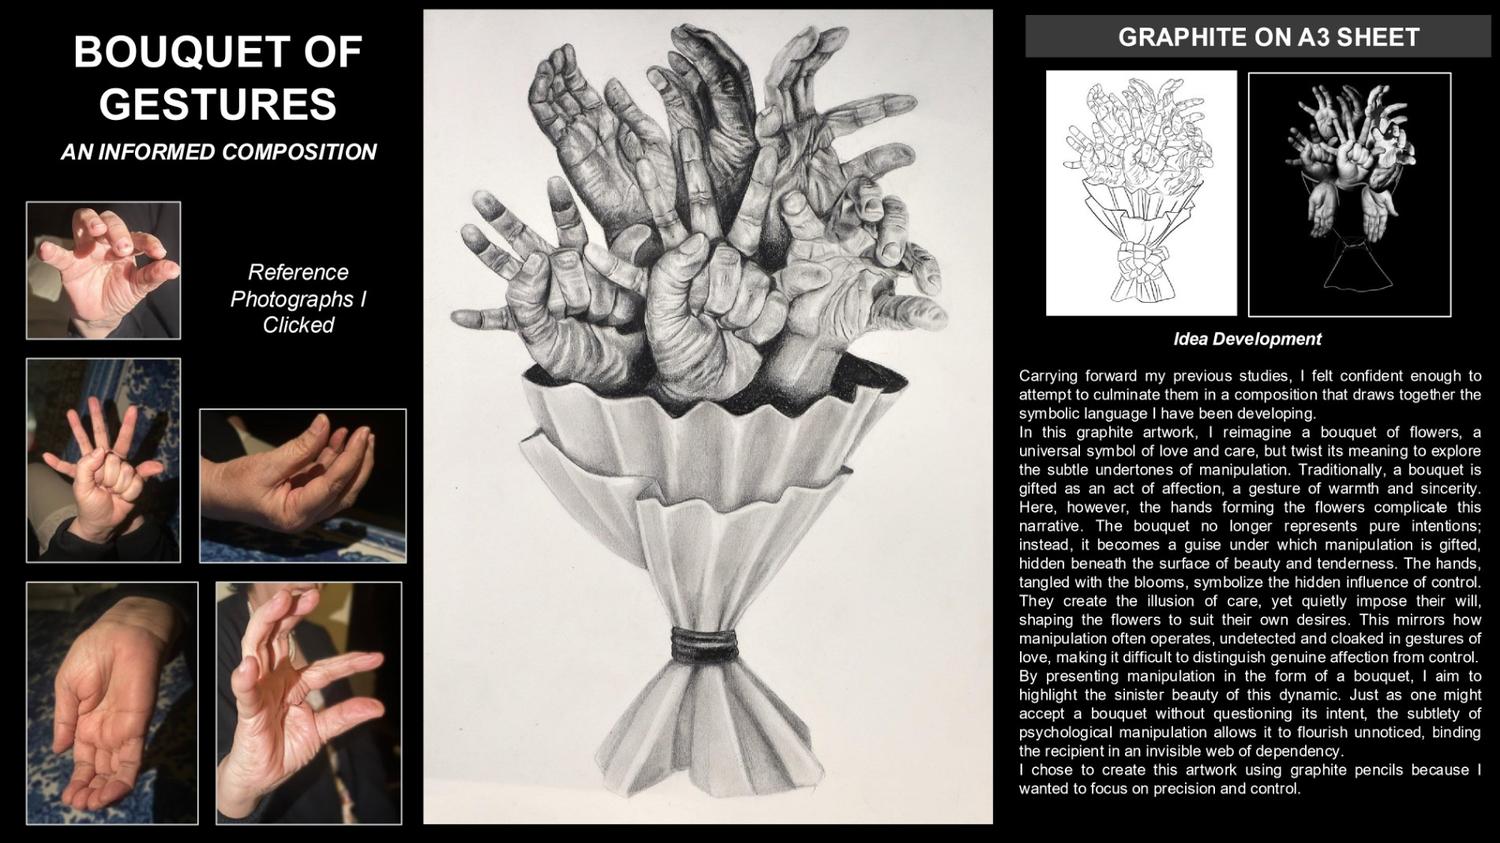 BOUQUET OF
GESTURES
AN INFORMED COMPOSITION
Reference
Photographs I
Clicked
GRAPHITE ON A3 SHEET
Idea Development
Carrying forward my previous studies, I felt confident enough to
attempt to culminate them in a composition that draws together the
symbolic language I have been developing.
In this graphite artwork, I reimagine a bouquet of flowers, a
universal symbol of love and care, but twist its meaning to explore
the subtle undertones of manipulation. Traditionally, a bouquet is
gifted as an act of affection, a gesture of warmth and sincerity.
Here, however, the hands forming the flowers complicate this
narrative. The bouquet no longer represents pure intentions;
instead, it becomes a guise under which manipulation is gifted,
hidden beneath the surface of beauty and tenderness. The hands,
tangled with the blooms, symbolize the hidden influence of control.
They create the illusion of care, yet quietly impose their will,
shaping the flowers to suit their own desires. This mirrors how
manipulation often operates, undetected and cloaked in gestures of
love, making it difficult to distinguish genuine affection from control.
By presenting manipulation in the form of a bouquet, I aim to
highlight the sinister beauty of this dynamic. Just as one might
accept a bouquet without questioning its intent, the subtlety of
psychological manipulation allows it to flourish unnoticed, binding
the recipient in an invisible web of dependency.
I chose to create this artwork using graphite pencils because I
wanted to focus on precision and control.